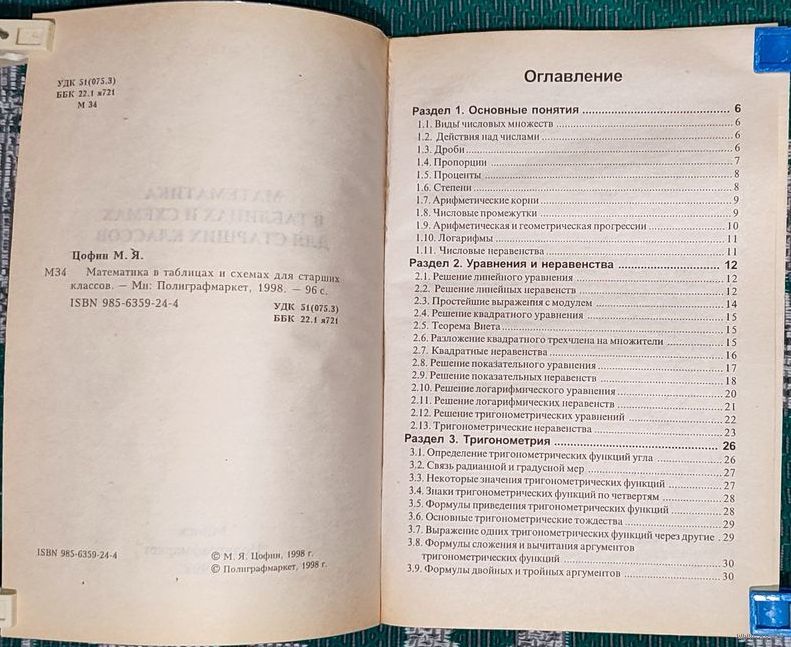 УДК 51(075.3)
ББК 22.1 я721
М 34
МАТЕМАТИКА
В ТАБЛИЦАХ И СХЕМАХ
ДЛЯ СТАРШИХ КЛАССОВ
Цофин М. Я.
М34 Математика в таблицах и схемах для старших
классов. — Мн: Полиграфмаркет, 1998. — 96 с.
ISBN 985-6359-24-4
УДК 51(075.3)
ББК 22.1 я721
ISBN 985-6359-24-4
© М. Я. Цофин, 1998 г.
© Полиграфмаркет, 1998 г.
Оглавление
Раздел 1. Основные понятия ... 6
1.1. Виды числовых множеств ... 6
1.2. Действия над числами ... 6
1.3. Дроби ... 6
1.4. Пропорции ... 7
1.5. Проценты ... 8
1.6. Степени ... 8
1.7. Арифметические корни ... 9
1.8. Числовые промежутки ... 9
1.9. Арифметическая и геометрическая прогрессии ... 10
1.10. Логарифмы ... 11
1.11. Числовые неравенства ... 11
Раздел 2. Уравнения и неравенства ... 12
2.1. Решение линейного уравнения ... 12
2.2. Решение линейных неравенств ... 12
2.3. Простейшие выражения с модулем ... 14
2.4. Решение квадратного уравнения ... 15
2.5. Теорема Виета ... 15
2.6. Разложение квадратного трехчлена на множители ... 15
2.7. Квадратные неравенства ... 16
2.8. Решение показательного уравнения ... 17
2.9. Решение показательных неравенств ... 18
2.10. Решение логарифмического уравнения ... 20
2.11. Решение логарифмических неравенств ... 21
2.12. Решение тригонометрических уравнений ... 22
2.13. Тригонометрические неравенства ... 23
Раздел 3. Тригонометрия ... 26
3.1. Определение тригонометрических функций угла ... 26
3.2. Связь радианной и градусной мер ... 27
3.3. Некоторые значения тригонометрических функций ... 27
3.4. Знаки тригонометрических функций по четвертям ... 28
3.5. Формулы приведения тригонометрических функций ... 28
3.6. Основные тригонометрические тождества ... 29
3.7. Выражение одних тригонометрических функций через другие . 29
3.8. Формулы сложения и вычитания аргументов
тригонометрических функций ... 30
3.9. Формулы двойных и тройных аргументов ... 30